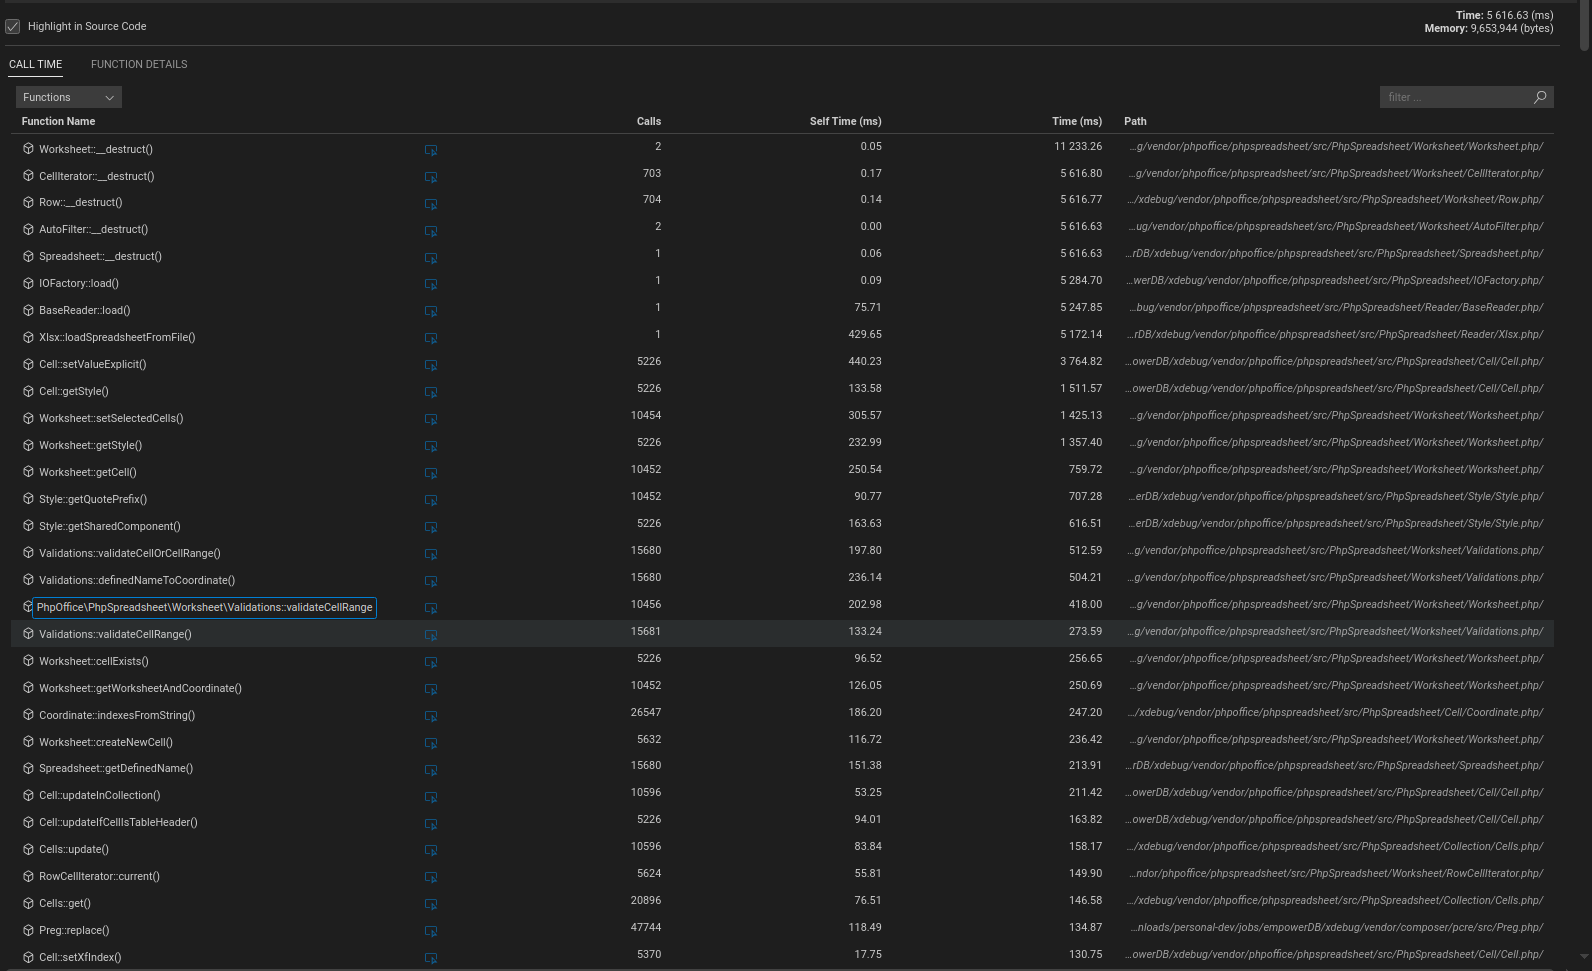 Highlight in Source Code
Time: 5 616.63 (ms)
Memory: 9,653,944 (bytes)
CALL TIME FUNCTION DETAILS
Functions filter ...
Function Name Calls Self Time (ms) Time (ms) Path
Worksheet::__destruct() 2 0.05 11 233.26 ...g/vendor/phpoffice/phpspreadsheet/src/PhpSpreadsheet/Worksheet/Worksheet.php/
CellIterator::__destruct() 703 0.17 5 616.80 ...g/vendor/phpoffice/phpspreadsheet/src/PhpSpreadsheet/Worksheet/CellIterator.php/
Row::__destruct() 704 0.14 5 616.77 .../xdebug/vendor/phpoffice/phpspreadsheet/src/PhpSpreadsheet/Worksheet/Row.php/
AutoFilter::__destruct() 2 0.00 5 616.63 ...ug/vendor/phpoffice/phpspreadsheet/src/PhpSpreadsheet/Worksheet/AutoFilter.php/
Spreadsheet::__destruct() 1 0.06 5 616.63 ...rDB/xdebug/vendor/phpoffice/phpspreadsheet/src/PhpSpreadsheet/Spreadsheet.php/
IOFactory::load() 1 0.09 5 284.70 ...werDB/xdebug/vendor/phpoffice/phpspreadsheet/src/PhpSpreadsheet/IOFactory.php/
BaseReader::load() 1 75.71 5 247.85 ...bug/vendor/phpoffice/phpspreadsheet/src/PhpSpreadsheet/Reader/BaseReader.php/
Xlsx::loadSpreadsheetFromFile() 1 429.65 5 172.14 ...rDB/xdebug/vendor/phpoffice/phpspreadsheet/src/PhpSpreadsheet/Reader/Xlsx.php/
Cell::setValueExplicit() 5226 440.23 3 764.82 ...owerDB/xdebug/vendor/phpoffice/phpspreadsheet/src/PhpSpreadsheet/Cell/Cell.php/
Cell::getStyle() 5226 133.58 1 511.57 ...owerDB/xdebug/vendor/phpoffice/phpspreadsheet/src/PhpSpreadsheet/Cell/Cell.php/
Worksheet::setSelectedCells() 10454 305.57 1 425.13 ...g/vendor/phpoffice/phpspreadsheet/src/PhpSpreadsheet/Worksheet/Worksheet.php/
Worksheet::getStyle() 5226 232.99 1 357.40 ...g/vendor/phpoffice/phpspreadsheet/src/PhpSpreadsheet/Worksheet/Worksheet.php/
Worksheet::getCell() 10452 250.54 759.72 ...g/vendor/phpoffice/phpspreadsheet/src/PhpSpreadsheet/Worksheet/Worksheet.php/
Style::getQuotePrefix() 10452 90.77 707.28 ...erDB/xdebug/vendor/phpoffice/phpspreadsheet/src/PhpSpreadsheet/Style/Style.php/
Style::getSharedComponent() 5226 163.63 616.51 ...erDB/xdebug/vendor/phpoffice/phpspreadsheet/src/PhpSpreadsheet/Style/Style.php/
Validations::validateCellOrCellRange() 15680 197.80 512.59 ...g/vendor/phpoffice/phpspreadsheet/src/PhpSpreadsheet/Worksheet/Validations.php/
Validations::definedNameToCoordinate() 15680 236.14 504.21 ...g/vendor/phpoffice/phpspreadsheet/src/PhpSpreadsheet/Worksheet/Validations.php/
PhpOffice\PhpSpreadsheet\Worksheet\Validations::validateCellRange 10456 202.98 418.00 ...g/vendor/phpoffice/phpspreadsheet/src/PhpSpreadsheet/Worksheet/Worksheet.php/
Validations::validateCellRange() 15681 133.24 273.59 ...g/vendor/phpoffice/phpspreadsheet/src/PhpSpreadsheet/Worksheet/Validations.php/
Worksheet::cellExists() 5226 96.52 256.65 ...g/vendor/phpoffice/phpspreadsheet/src/PhpSpreadsheet/Worksheet/Worksheet.php/
Worksheet::getWorksheetAndCoordinate() 10452 126.05 250.69 ...g/vendor/phpoffice/phpspreadsheet/src/PhpSpreadsheet/Worksheet/Worksheet.php/
Coordinate::indexesFromString() 26547 186.20 247.20 .../xdebug/vendor/phpoffice/phpspreadsheet/src/PhpSpreadsheet/Cell/Coordinate.php/
Worksheet::createNewCell() 5632 116.72 236.42 ...g/vendor/phpoffice/phpspreadsheet/src/PhpSpreadsheet/Worksheet/Worksheet.php/
Spreadsheet::getDefinedName() 15680 151.38 213.91 ...rDB/xdebug/vendor/phpoffice/phpspreadsheet/src/PhpSpreadsheet/Spreadsheet.php/
Cell::updateInCollection() 10596 53.25 211.42 ...owerDB/xdebug/vendor/phpoffice/phpspreadsheet/src/PhpSpreadsheet/Cell/Cell.php/
Cell::updateIfCellIsTableHeader() 5226 94.01 163.82 ...owerDB/xdebug/vendor/phpoffice/phpspreadsheet/src/PhpSpreadsheet/Cell/Cell.php/
Cells::update() 10596 83.84 158.17 .../xdebug/vendor/phpoffice/phpspreadsheet/src/PhpSpreadsheet/Collection/Cells.php/
RowCellIterator::current() 5624 55.81 149.90 ...ndor/phpoffice/phpspreadsheet/src/PhpSpreadsheet/Worksheet/RowCellIterator.php/
Cells::get() 20896 76.51 146.58 .../xdebug/vendor/phpoffice/phpspreadsheet/src/PhpSpreadsheet/Collection/Cells.php/
Preg::replace() 47744 118.49 134.87 ...nloads/personal-dev/jobs/empowerDB/xdebug/vendor/composer/pcre/src/Preg.php/
Cell::setXfIndex() 5370 17.75 130.75 ...owerDB/xdebug/vendor/phpoffice/phpspreadsheet/src/PhpSpreadsheet/Cell/Cell.php/